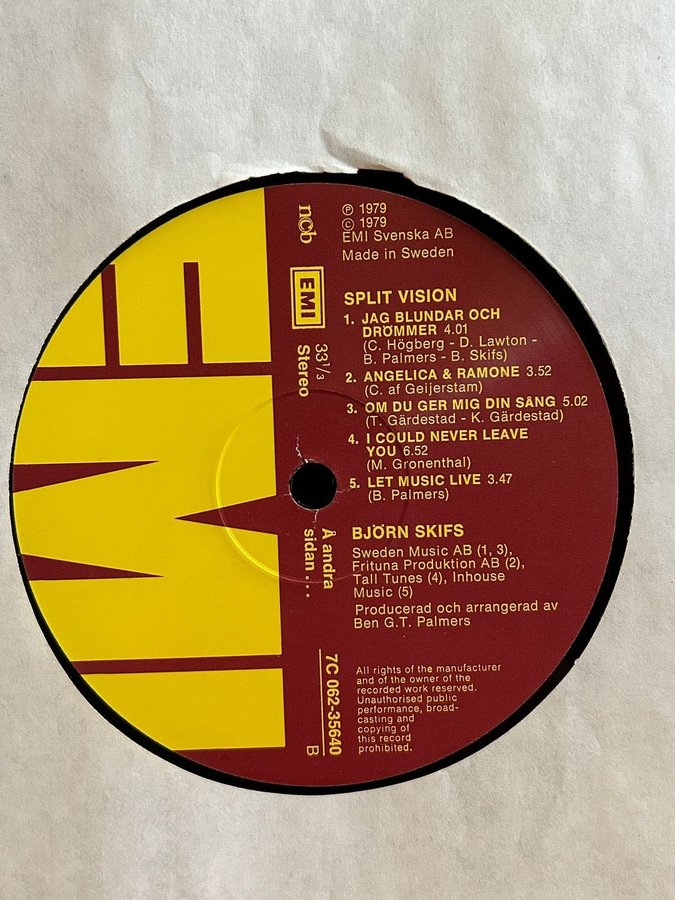 EMI
ncb
EMI
33 1/3
Stereo
Å andra
sidan . . .
7C 062-35640
B
Ⓟ 1979
© 1979
EMI Svenska AB
Made in Sweden
SPLIT VISION
1. JAG BLUNDAR OCH
DRÖMMER 4.01
(C. Högberg - D. Lawton -
B. Palmers - B. Skifs)
2. ANGELICA & RAMONE 3.52
(C. af Geijerstam)
3. OM DU GER MIG DIN SÅNG 5.02
(T. Gärdestad - K. Gärdestad)
4. I COULD NEVER LEAVE
YOU 6.52
(M. Gronenthal)
5. LET MUSIC LIVE 3.47
(B. Palmers)
BJÖRN SKIFS
Sweden Music AB (1, 3),
Frituna Produktion AB (2),
Tall Tunes (4), Inhouse
Music (5)
Producerad och arrangerad av
Ben G.T. Palmers
All rights of the manufacturer
and of the owner of the
recorded work reserved.
Unauthorised public
performance, broad-
casting and
copying of
this record
prohibited.